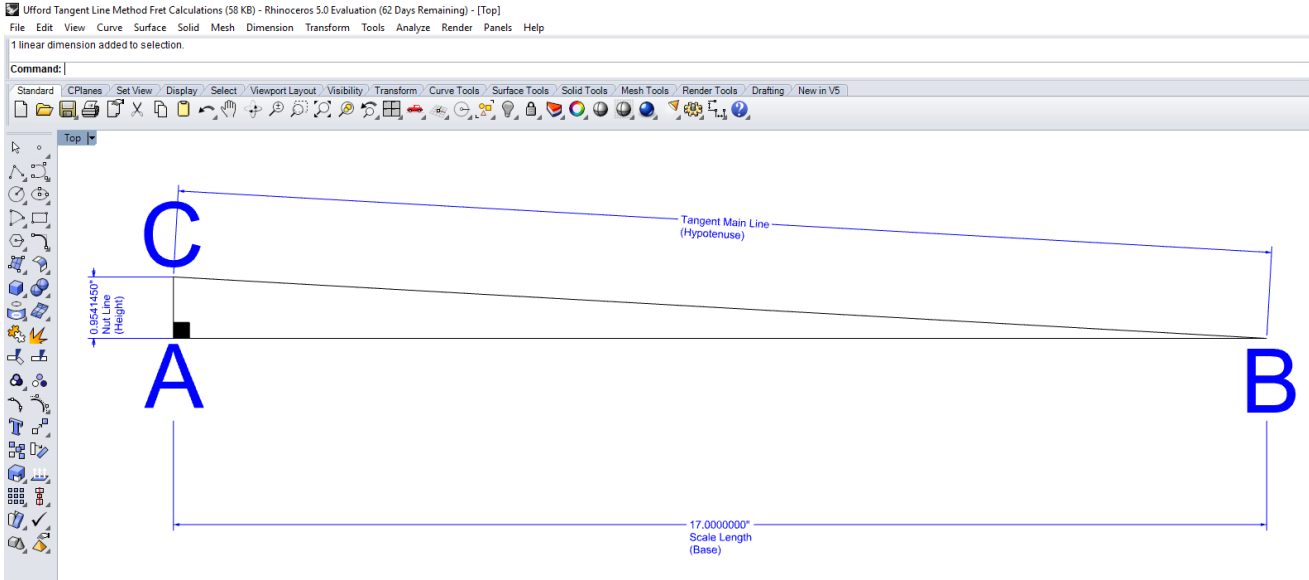 Ufford Tangent Line Method Fret Calculations (58 KB) - Rhinoceros 5.0 Evaluation (62 Days Remaining) - [Top]
File Edit View Curve Surface Solid Mesh Dimension Transform Tools Analyze Render Panels Help
1 linear dimension added to selection.
Command:
Standard CPlanes Set View Display Select Viewport Layout Visibility Transform Curve Tools Surface Tools Solid Tools Mesh Tools Render Tools Drafting New in V5
Top
C
Tangent Main Line
(Hypotenuse)
0.9541450"
Nut Line
(Height)
A
B
17.0000000"
Scale Length
(Base)